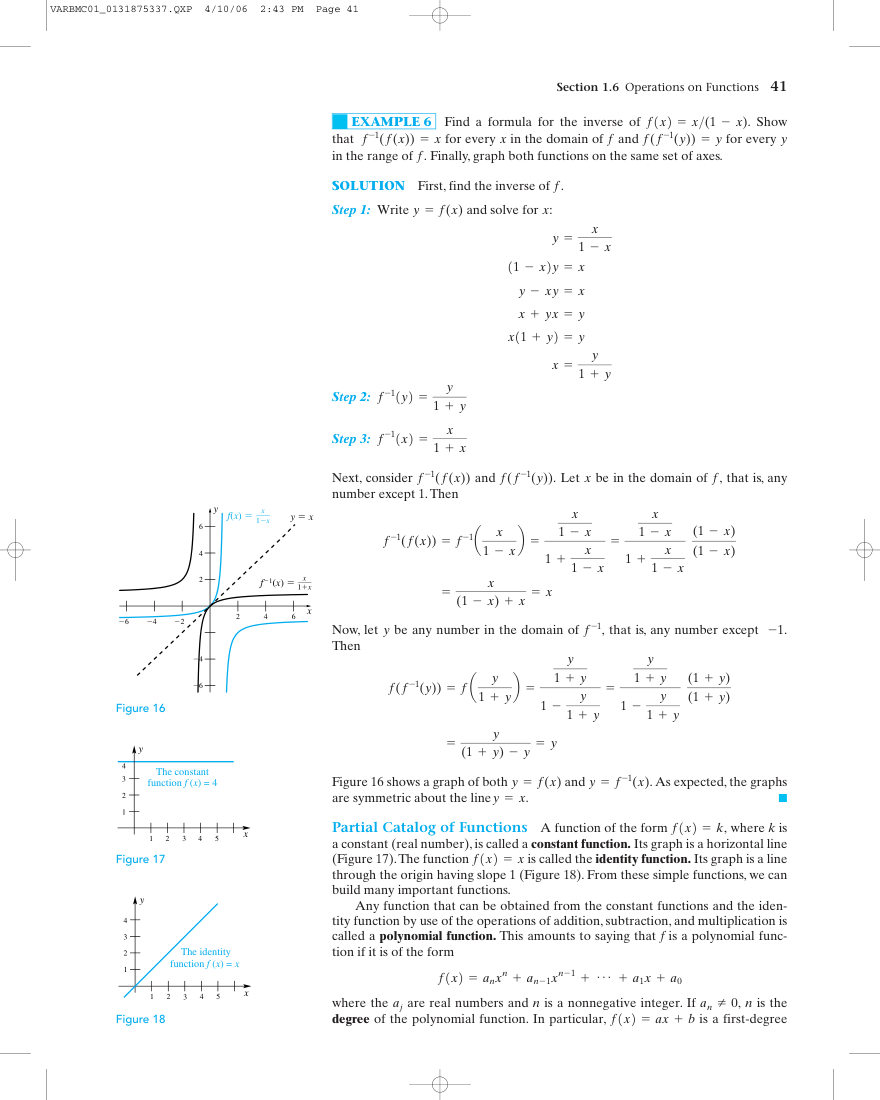 VARBMC01_0131875337.QXP 4/10/06 2:43 PM Page 41
Section 1.6 Operations on Functions 41
EXAMPLE 6 Find a formula for the inverse of f(x) = x/(1 − x). Show
that f⁻¹(f(x)) = x for every x in the domain of f and f(f⁻¹(y)) = y for every y
in the range of f. Finally, graph both functions on the same set of axes.
SOLUTION First, find the inverse of f.
Step 1: Write y = f(x) and solve for x:
y = x/(1 − x)
(1 − x)y = x
y − xy = x
x + yx = y
x(1 + y) = y
x = y/(1 + y)
Step 2: f⁻¹(y) = y/(1 + y)
Step 3: f⁻¹(x) = x/(1 + x)
Next, consider f⁻¹(f(x)) and f(f⁻¹(y)). Let x be in the domain of f, that is, any
number except 1. Then
f⁻¹(f(x)) = f⁻¹(x/(1 − x)) = (x/(1 − x))/(1 + x/(1 − x)) = (x/(1 − x))/(1 + x/(1 − x)) (1 − x)/(1 − x)
= x/((1 − x) + x) = x
Now, let y be any number in the domain of f⁻¹, that is, any number except −1.
Then
f(f⁻¹(y)) = f(y/(1 + y)) = (y/(1 + y))/(1 − y/(1 + y)) = (y/(1 + y))/(1 − y/(1 + y)) (1 + y)/(1 + y)
= y/((1 + y) − y) = y
Figure 16 shows a graph of both y = f(x) and y = f⁻¹(x). As expected, the graphs
are symmetric about the line y = x.
Partial Catalog of Functions A function of the form f(x) = k, where k is
a constant (real number), is called a constant function. Its graph is a horizontal line
(Figure 17). The function f(x) = x is called the identity function. Its graph is a line
through the origin having slope 1 (Figure 18). From these simple functions, we can
build many important functions.
Any function that can be obtained from the constant functions and the iden-
tity function by use of the operations of addition, subtraction, and multiplication is
called a polynomial function. This amounts to saying that f is a polynomial func-
tion if it is of the form
f(x) = aₙxⁿ + aₙ₋₁xⁿ⁻¹ + ⋯ + a₁x + a₀
where the aⱼ are real numbers and n is a nonnegative integer. If aₙ ≠ 0, n is the
degree of the polynomial function. In particular, f(x) = ax + b is a first-degree
y
f(x) = x/(1−x)
y = x
6
4
2
f⁻¹(x) = x/(1+x)
−6 −4 −2 2 4 6 x
−4
−6
Figure 16
y
4
3
2
1
The constant
function f(x) = 4
1 2 3 4 5 x
Figure 17
y
4
3
2
1
The identity
function f(x) = x
1 2 3 4 5 x
Figure 18